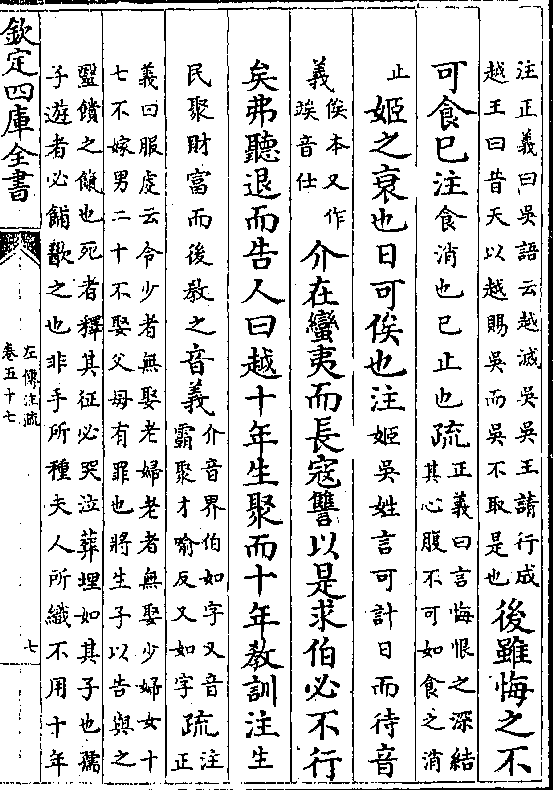 注正義曰吳語云越滅吳吳王請行成
越王曰昔天以越賜吳而吳不取是也
後雖悔之不
可食已注食消也已止也疏
正義曰言悔恨之深結
其心腹不可如食之消
止
姬之衰也日可俟也注姬吳姓言可計日而待音
義
俟本又作
竢音仕
介在蠻夷而長寇讐以是求伯必不行
矣弗聽退而告人曰越十年生聚而十年教訓注生
民聚財富而後教之音義
介音界伯如字又音
霸聚才喻反又如字
疏
注
正
義曰服虔云令少者無娶老婦老者無娶少婦女十
七不嫁男二十不娶父母有罪也將生子以告與之
醫饋之餼也死者釋其征必哭泣葬埋如其子也孺
子遊者必餔歠之也非手所種夫人所織不用十年
欽定四庫全書
左傳注疏
卷五十七
七